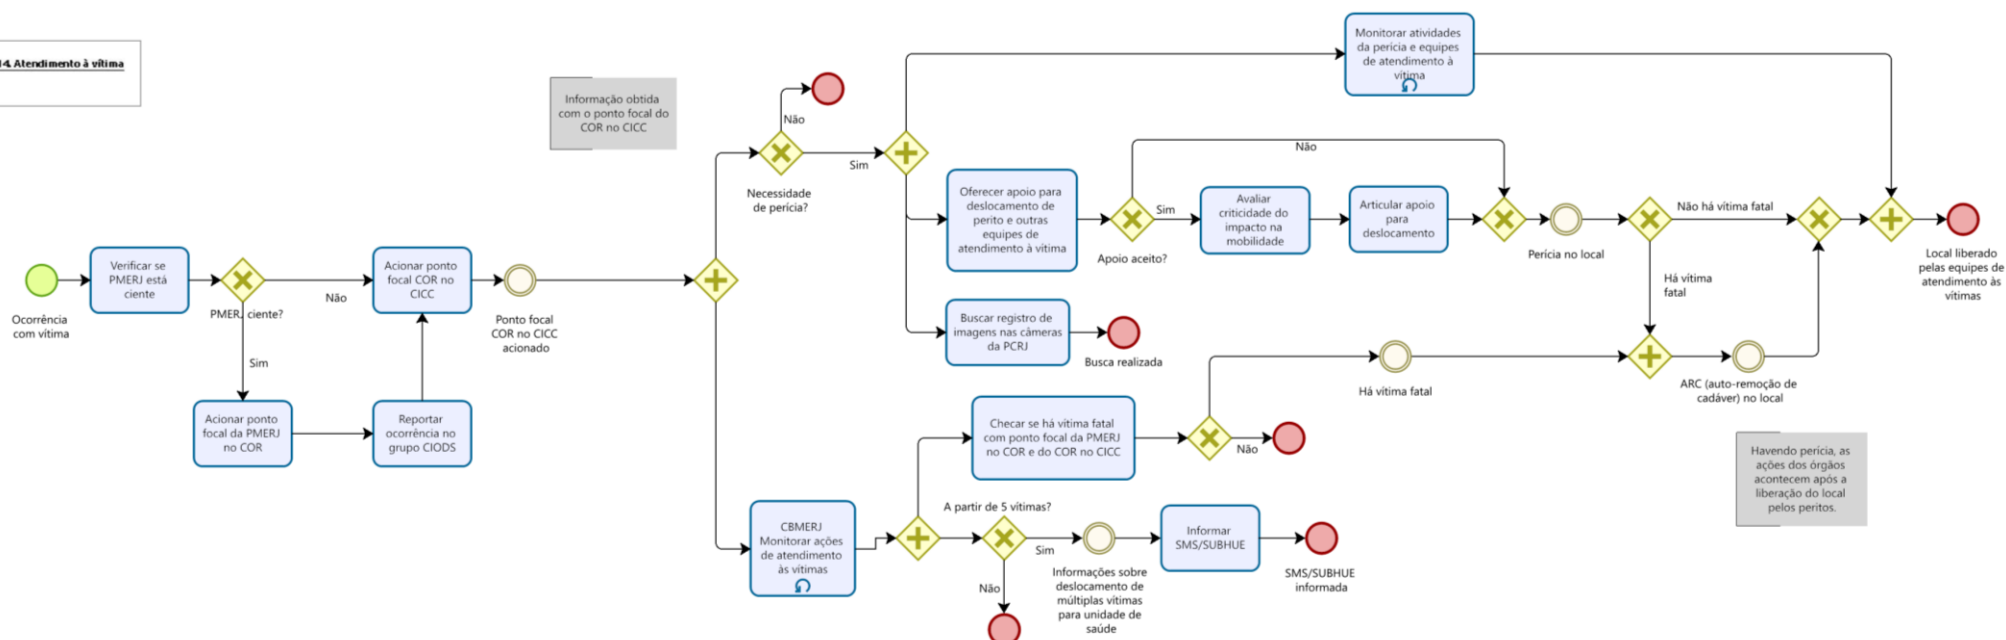 14. Atendimento à vítima
Informação obtida
com o ponto focal do
COR no CICC
Monitorar atividades
da perícia e equipes
de atendimento à
vítima
Não
Sim
Necessidade
de perícia?
Oferecer apoio para
deslocamento de
perito e outras
equipes de
atendimento à vítima
Não
Sim
Apoio aceito?
Avaliar
criticidade do
impacto na
mobilidade
Articular apoio
para
deslocamento
Perícia no local
Não há vítima fatal
Há vítima
fatal
Local liberado
pelas equipes de
atendimento às
vítimas
Ocorrência
com vítima
Verificar se
PMERJ está
ciente
PMERJ ciente?
Não
Sim
Acionar ponto
focal COR no
CICC
Ponto focal
COR no CICC
acionado
Acionar ponto
focal da PMERJ
no COR
Reportar
ocorrência no
grupo CIODS
Buscar registro de
imagens nas câmeras
da PCRJ
Busca realizada
Há vítima fatal
ARC (auto-remoção de
cadáver) no local
Checar se há vítima fatal
com ponto focal da PMERJ
no COR e do COR no CICC
Não
Havendo perícia, as
ações dos órgãos
acontecem após a
liberação do local
pelos peritos.
CBMERJ
Monitorar ações
de atendimento
às vítimas
A partir de 5 vítimas?
Sim
Não
Informações sobre
deslocamento de
múltiplas vítimas
para unidade de
saúde
Informar
SMS/SUBHUE
SMS/SUBHUE
informada